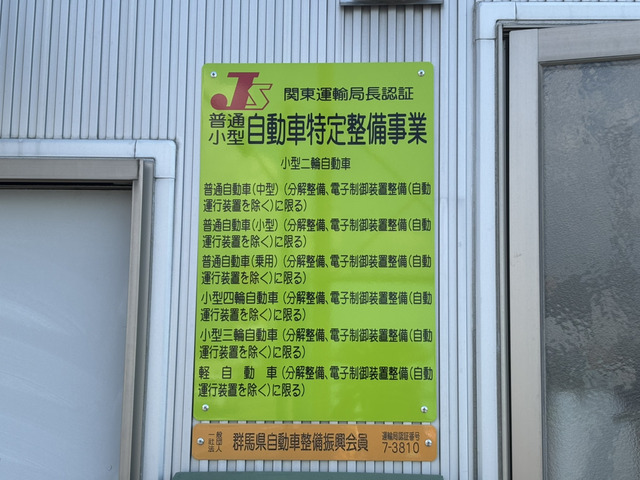 JS 関東運輸局長認証
普通
小型 自動車特定整備事業
小型二輪自動車
普通自動車(中型)(分解整備、電子制御装置整備(自動
運行装置を除く)に限る)
普通自動車(小型)(分解整備、電子制御装置整備(自動
運行装置を除く)に限る)
普通自動車(乗用)(分解整備、電子制御装置整備(自動
運行装置を除く)に限る)
小型四輪自動車(分解整備、電子制御装置整備(自動
運行装置を除く)に限る)
小型三輪自動車(分解整備、電子制御装置整備(自動
運行装置を除く)に限る)
軽自動車(分解整備、電子制御装置整備(自動
運行装置を除く)に限る)
一般社団法人 群馬県自動車整備振興会員
運輸局認証番号
7-3810